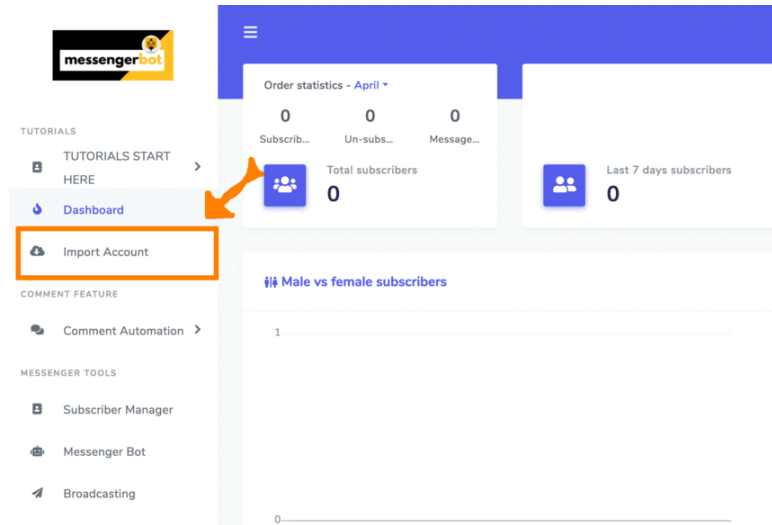 messengerbot
TUTORIALS
TUTORIALS START
HERE
Dashboard
Import Account
COMMENT FEATURE
Comment Automation
MESSENGER TOOLS
Subscriber Manager
Messenger Bot
Broadcasting
Order statistics - April
0 0 0
Subscrib... Un-subs... Message...
Total subscribers
0
Last 7 days subscribers
0
Male vs female subscribers
1
0